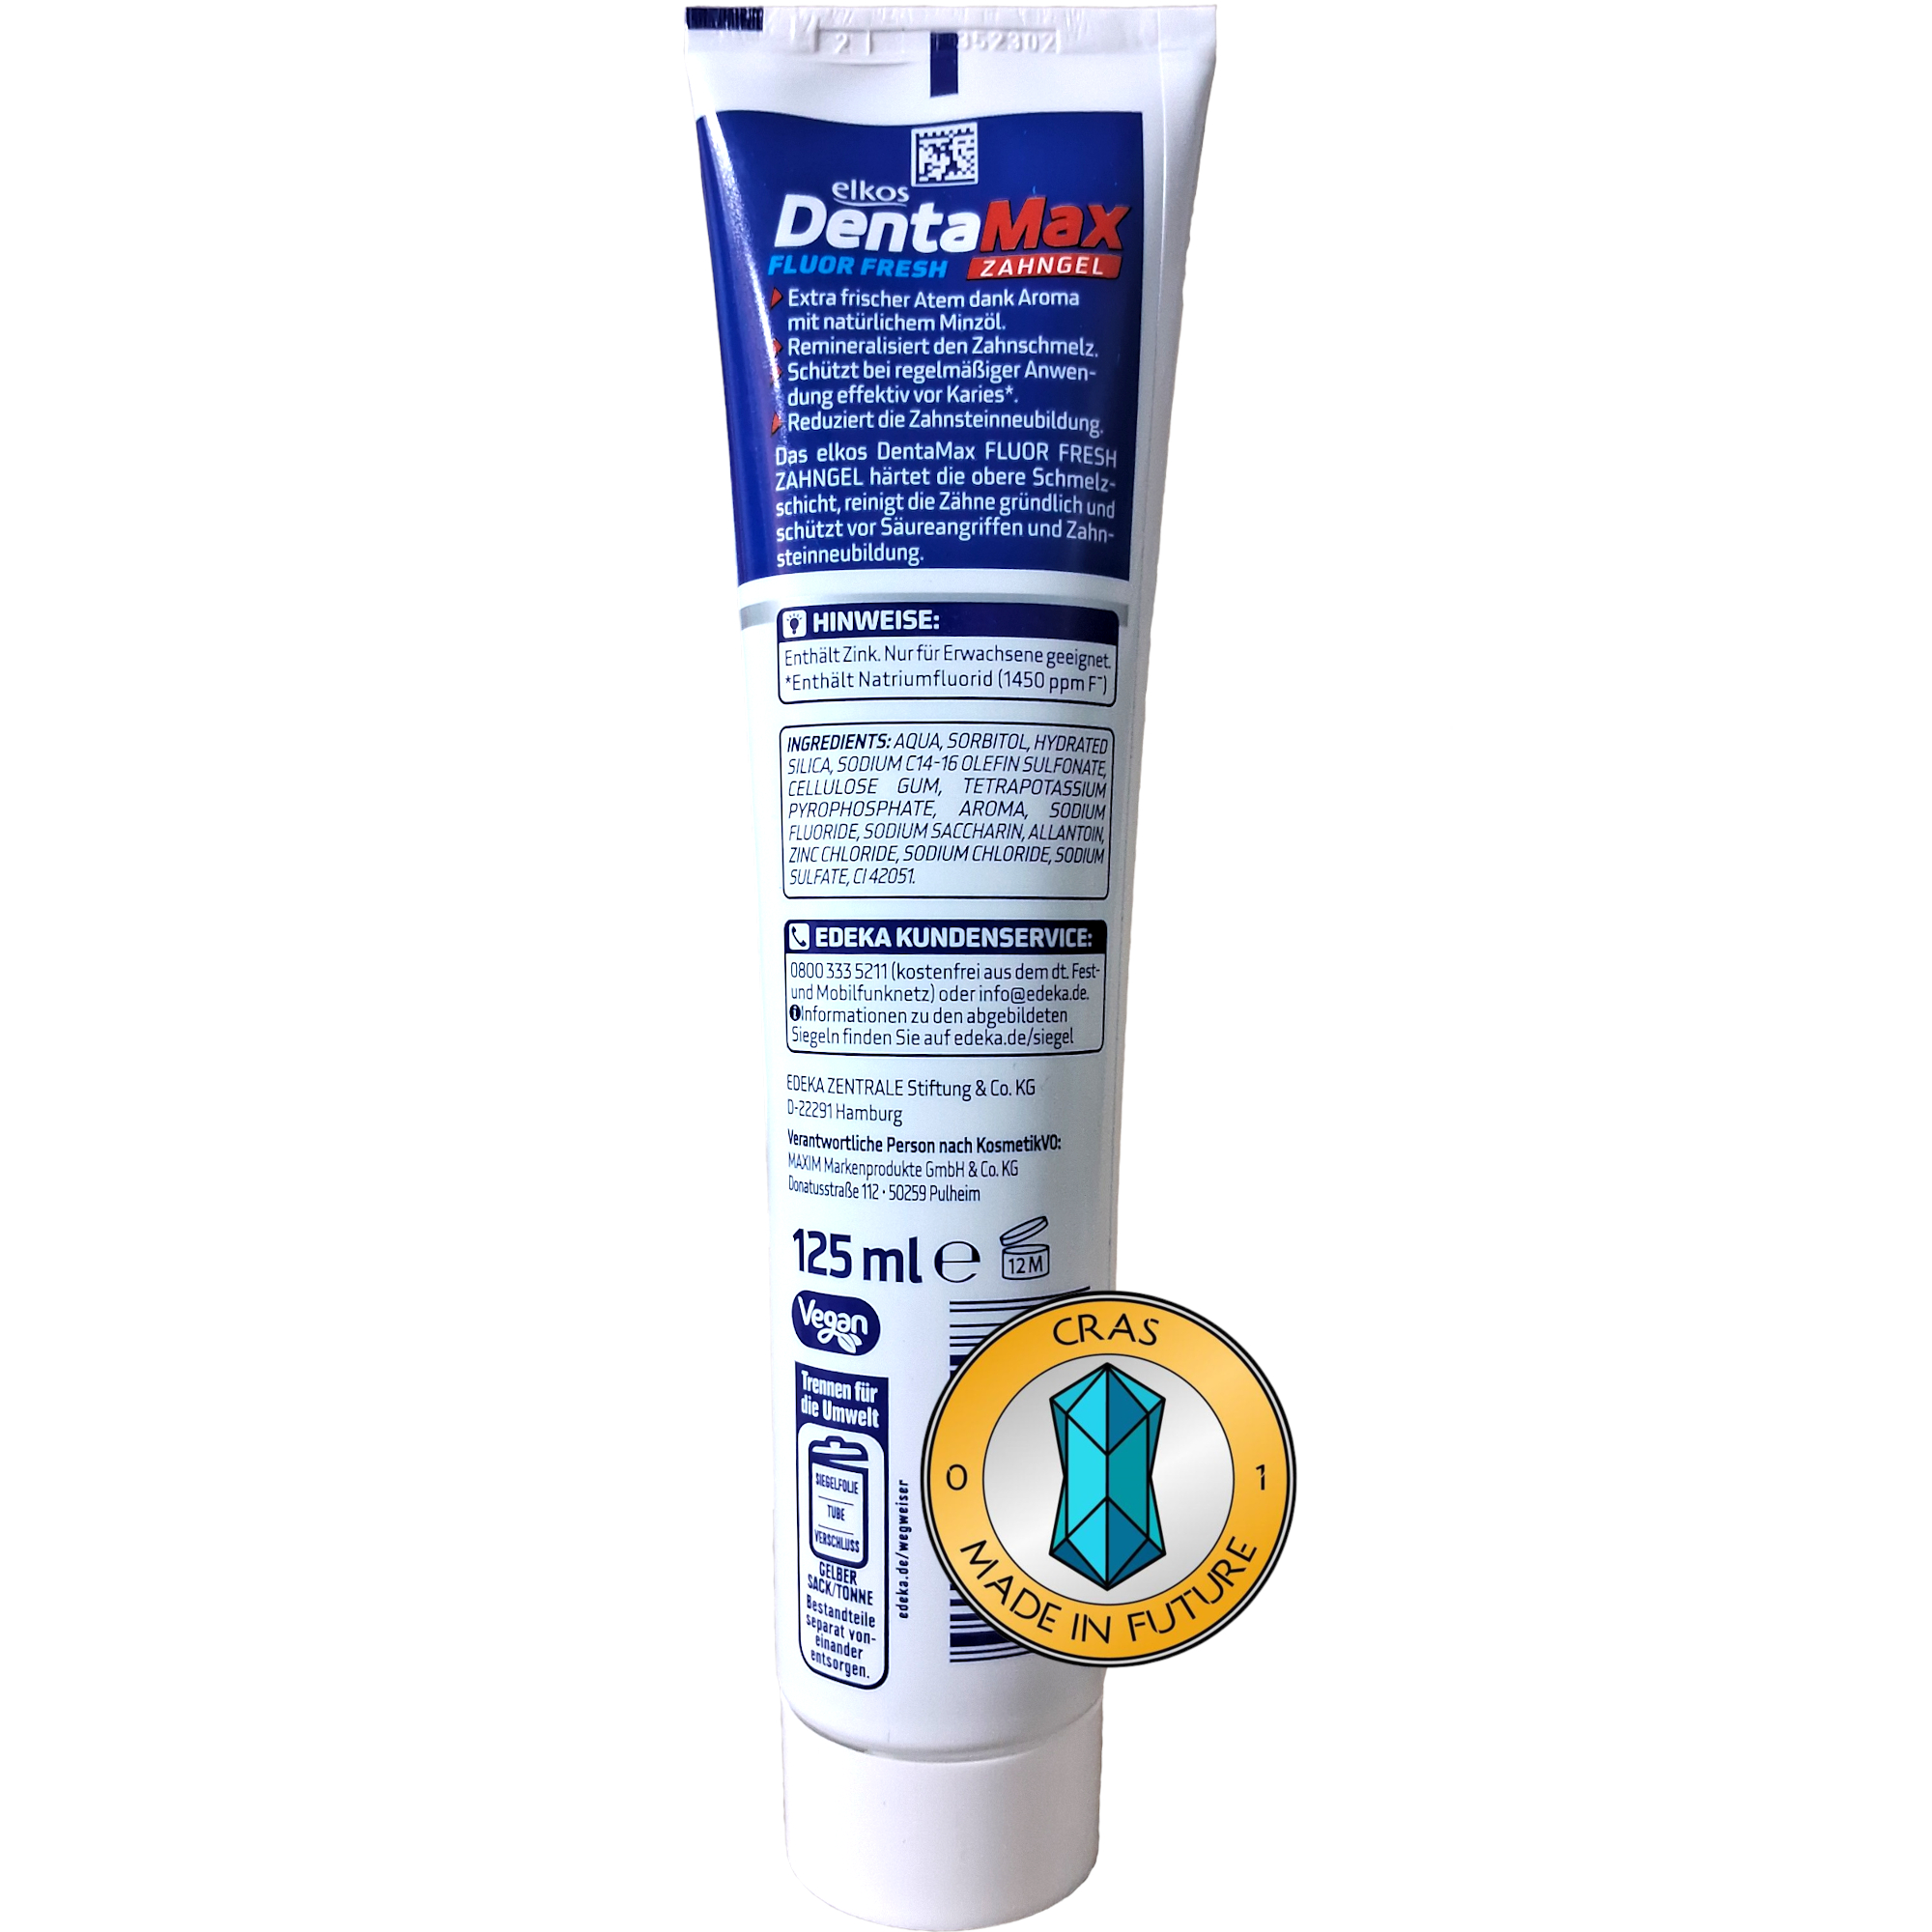 21 352302
elkos
DentaMax
FLUOR FRESH ZAHNGEL
Extra frischer Atem dank Aroma
mit natürlichem Minzöl.
Remineralisiert den Zahnschmelz.
Schützt bei regelmäßiger Anwen-
dung effektiv vor Karies*.
Reduziert die Zahnsteinneubildung.
Das elkos DentaMax FLUOR FRESH
ZAHNGEL härtet die obere Schmelz-
schicht, reinigt die Zähne gründlich und
schützt vor Säureangriffen und Zahn-
steinneubildung.
HINWEISE:
Enthält Zink. Nur für Erwachsene geeignet.
*Enthält Natriumfluorid (1450 ppm F⁻)
INGREDIENTS: AQUA, SORBITOL, HYDRATED
SILICA, SODIUM C14-16 OLEFIN SULFONATE,
CELLULOSE GUM, TETRAPOTASSIUM
PYROPHOSPHATE, AROMA, SODIUM
FLUORIDE, SODIUM SACCHARIN, ALLANTOIN,
ZINC CHLORIDE, SODIUM CHLORIDE, SODIUM
SULFATE, CI 42051.
EDEKA KUNDENSERVICE:
0800 333 5211 (kostenfrei aus dem dt. Fest-
und Mobilfunknetz) oder info@edeka.de.
Informationen zu den abgebildeten
Siegeln finden Sie auf edeka.de/siegel
EDEKA ZENTRALE Stiftung & Co. KG
D-22291 Hamburg
Verantwortliche Person nach KosmetikVO:
MAXIM Markenprodukte GmbH & Co. KG
Donatusstraße 112 · 50259 Pulheim
125 ml ℮ 12 M
Vegan
Trennen für
die Umwelt
SIEGELFOLIE
TUBE
VERSCHLUSS
GELBER
SACK/TONNE
Bestandteile
separat von-
einander
entsorgen.
edeka.de/wegweiser
CRAS
0 1
MADE IN FUTURE